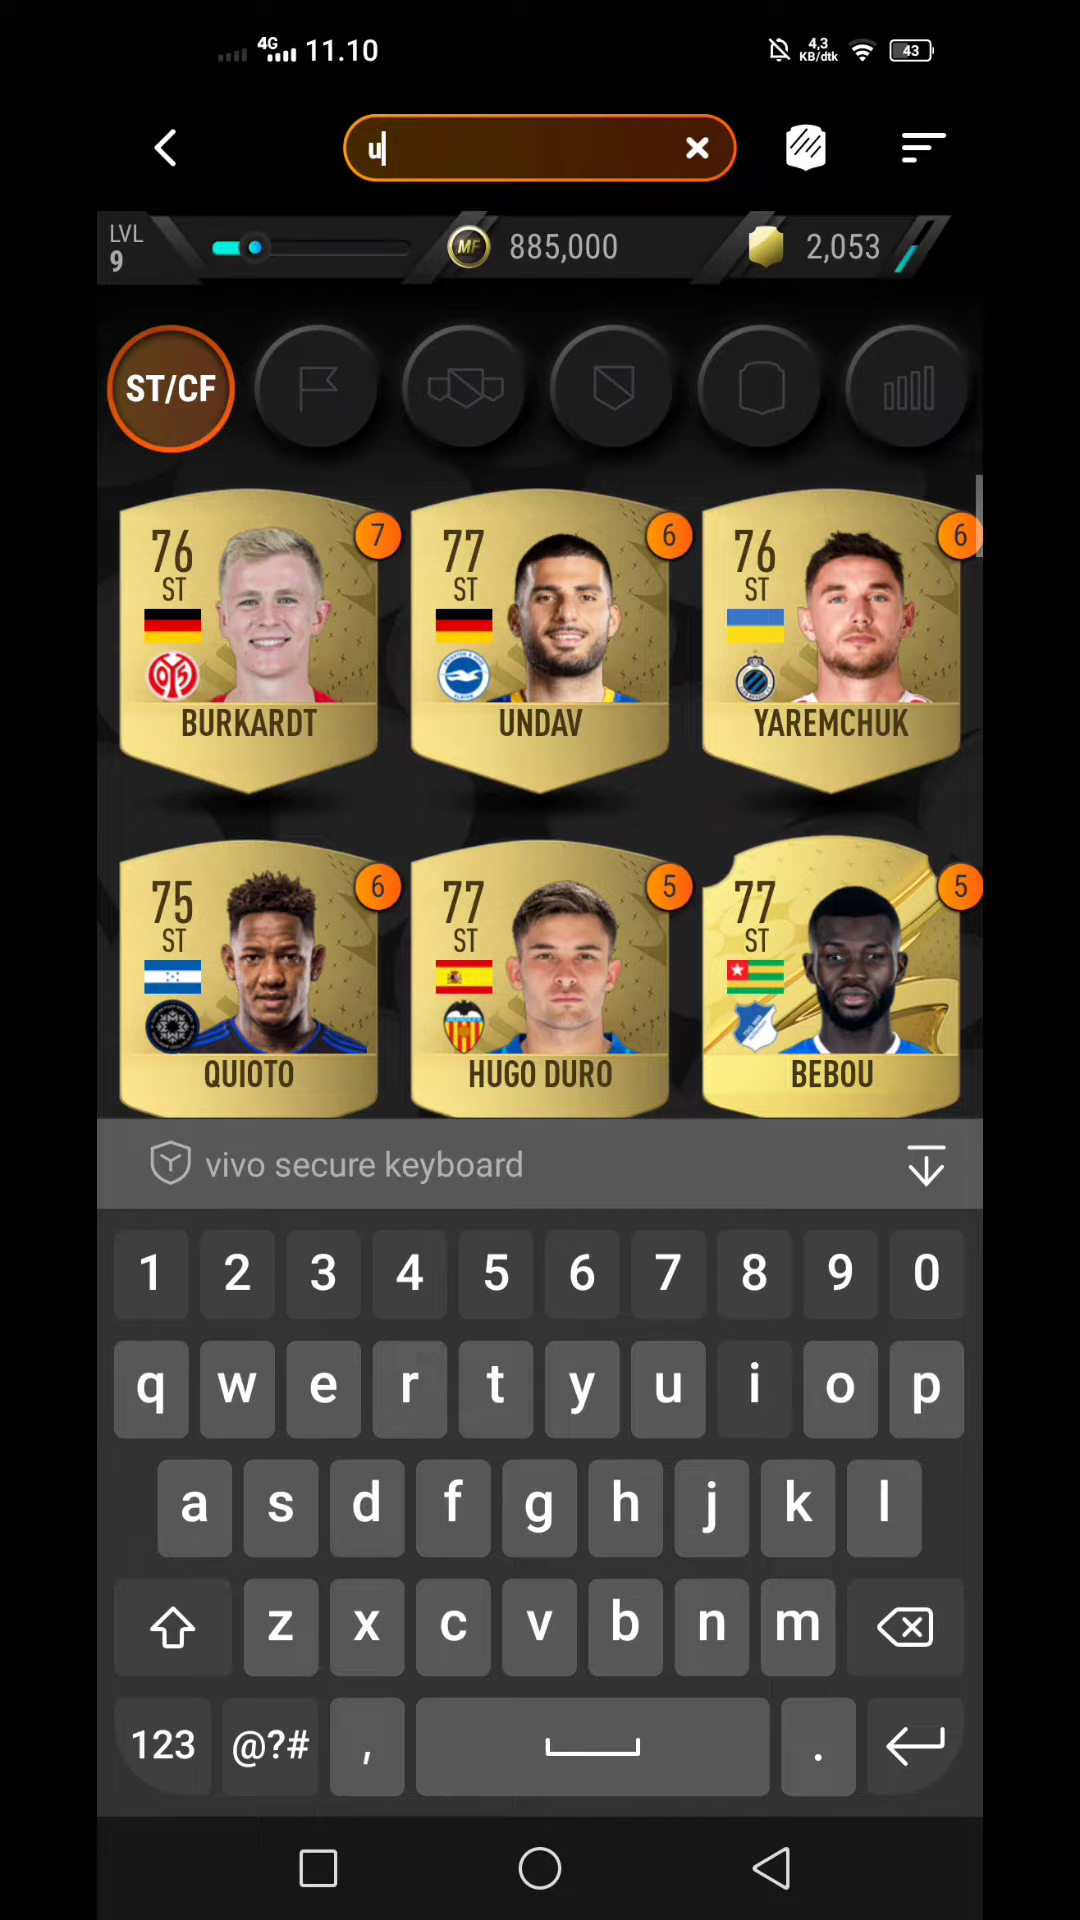 4G 11.10 4,3 KB/dtk 43
u
LVL 9
MF 885,000 2,053
ST/CF
76 ST 7 BURKARDT
77 ST 6 UNDAV
76 ST 6 YAREMCHUK
75 ST 6 QUIOTO
77 ST 5 HUGO DURO
77 ST 5 BEBOU
vivo secure keyboard
1 2 3 4 5 6 7 8 9 0
q w e r t y u i o p
a s d f g h j k l
z x c v b n m
123 @?# , .